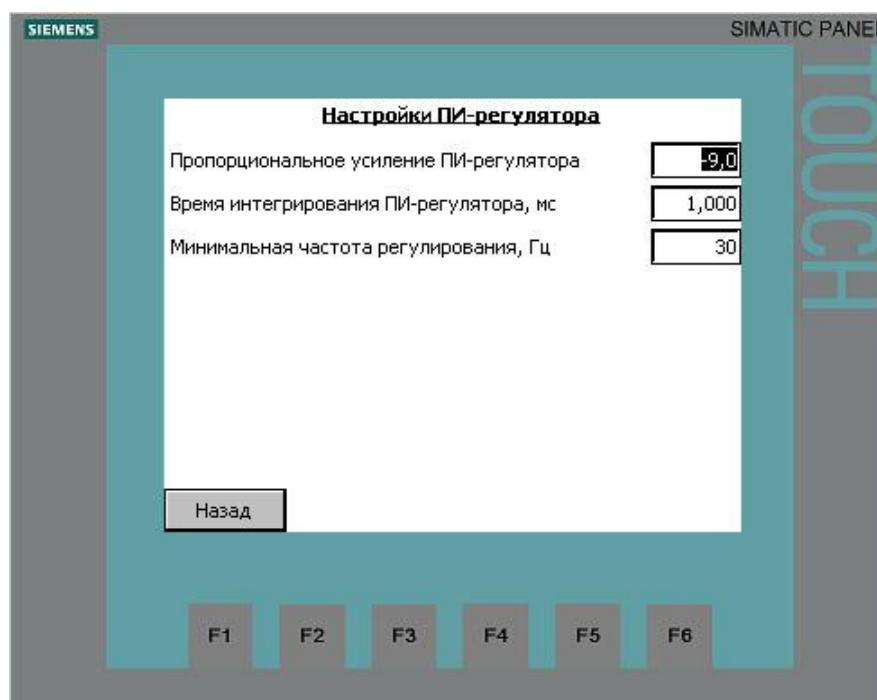 SIEMENS
SIMATIC PANEL
TOUCH
Настройки ПИ-регулятора
Пропорциональное усиление ПИ-регулятора -9,0
Время интегрирования ПИ-регулятора, мс 1,000
Минимальная частота регулирования, Гц 30
Назад
F1 F2 F3 F4 F5 F6